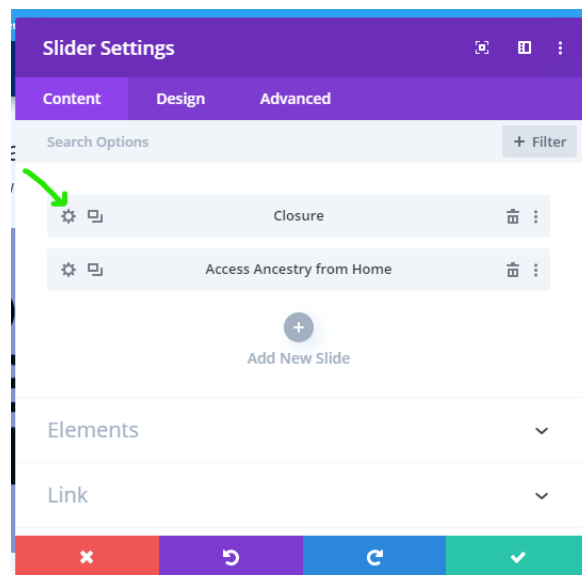 Slider Settings
Content Design Advanced
Search Options + Filter
Closure
Access Ancestry from Home
Add New Slide
Elements
Link